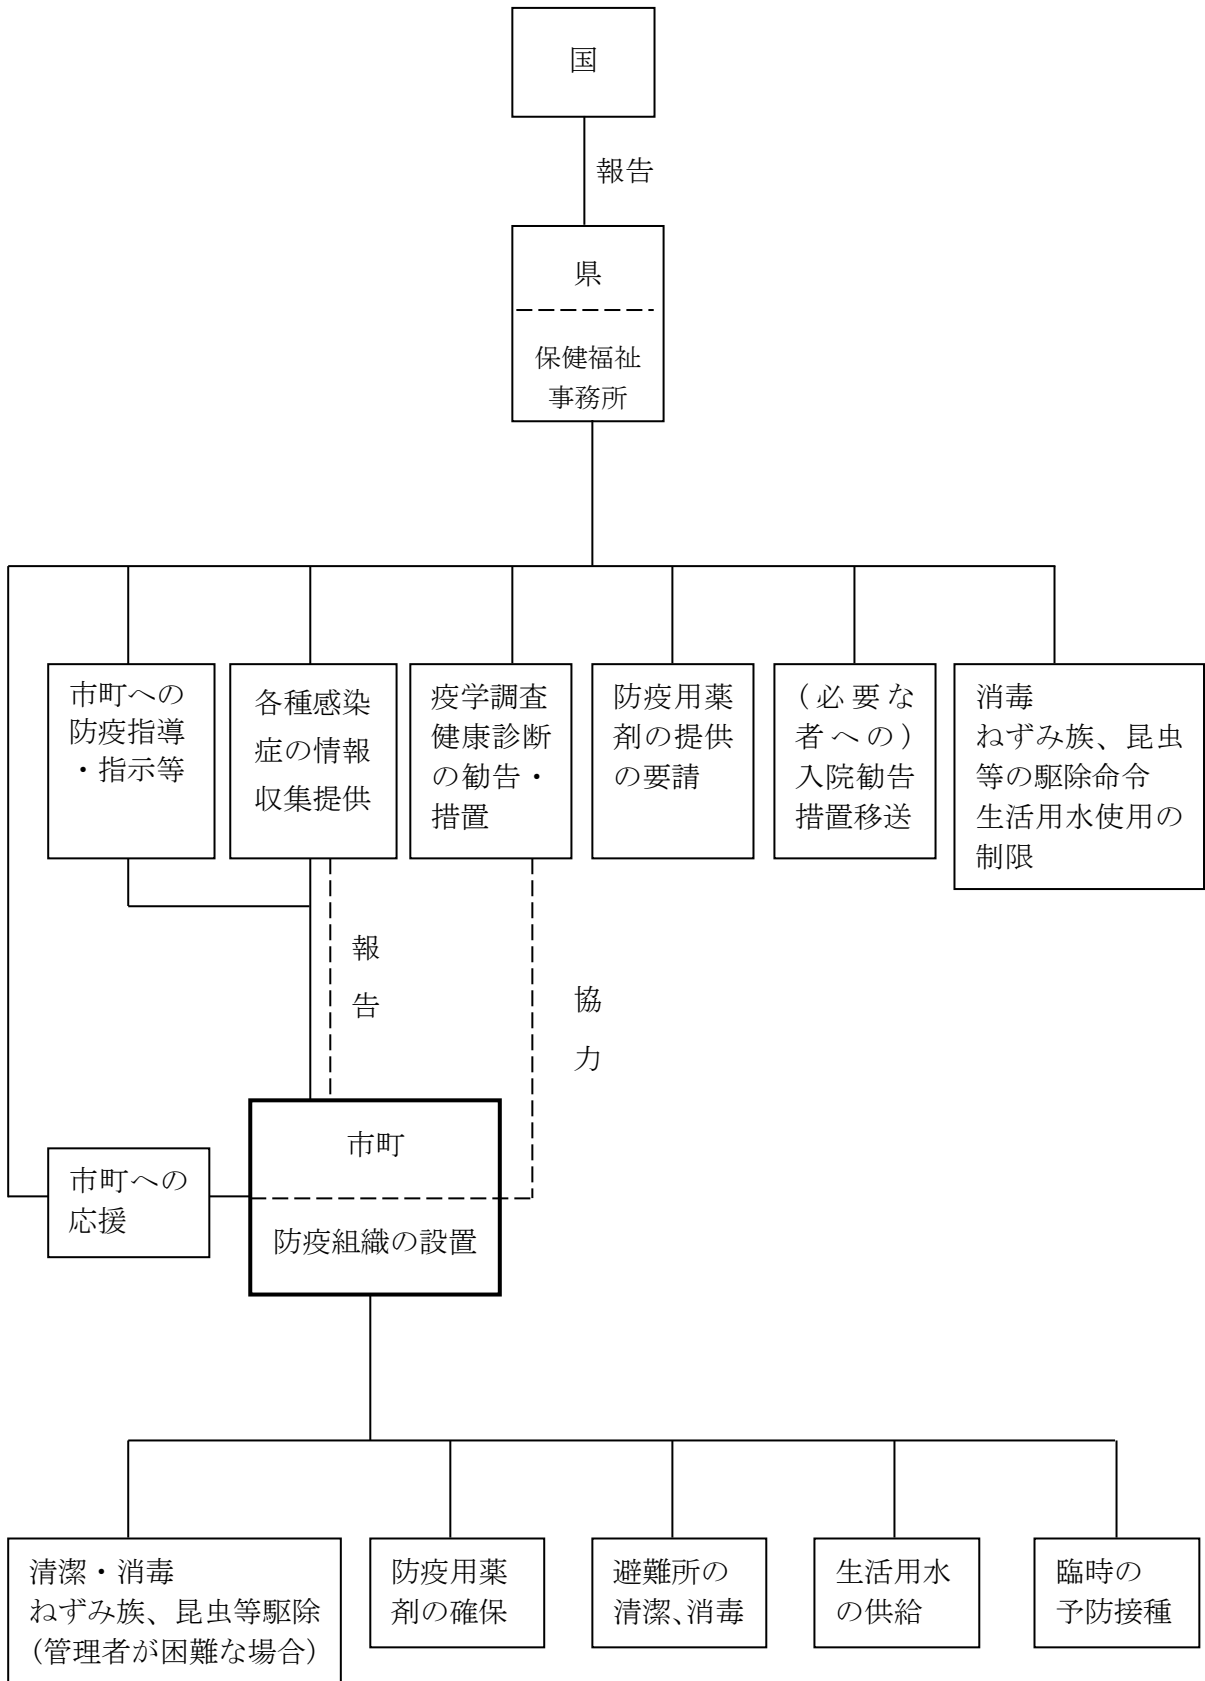 国
報告
県
保健福祉
事務所
市町への
防疫指導
・指示等
各種感染
症の情報
収集提供
疫学調査
健康診断
の勧告・
措置
防疫用薬
剤の提供
の要請
(必要な
者への)
入院勧告
措置移送
消毒
ねずみ族、昆虫
等の駆除命令
生活用水使用の
制限
報
告
協
力
市町
防疫組織の設置
市町への
応援
清潔・消毒
ねずみ族、昆虫等駆除
(管理者が困難な場合)
防疫用薬
剤の確保
避難所の
清潔、消毒
生活用水
の供給
臨時の
予防接種